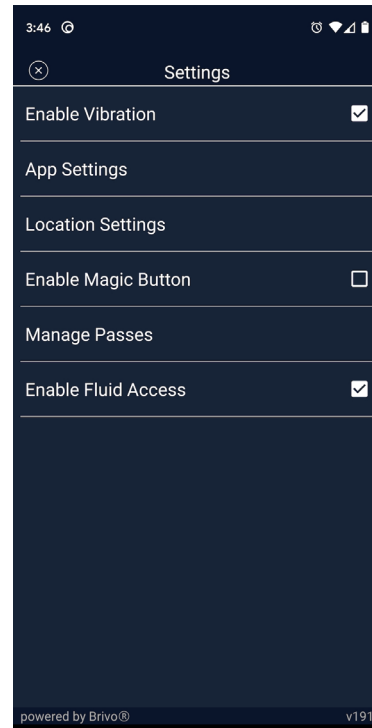 3:46
Settings
Enable Vibration
App Settings
Location Settings
Enable Magic Button
Manage Passes
Enable Fluid Access
powered by Brivo® v191